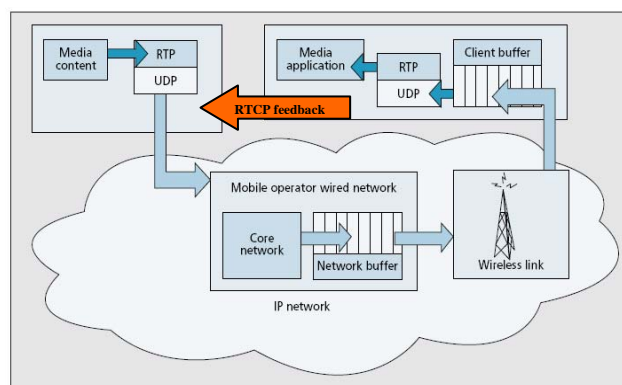 Media
content
RTP
UDP
Media
application
RTP
UDP
Client buffer
RTCP feedback
Mobile operator wired network
Core
network
Network buffer
Wireless link
IP network